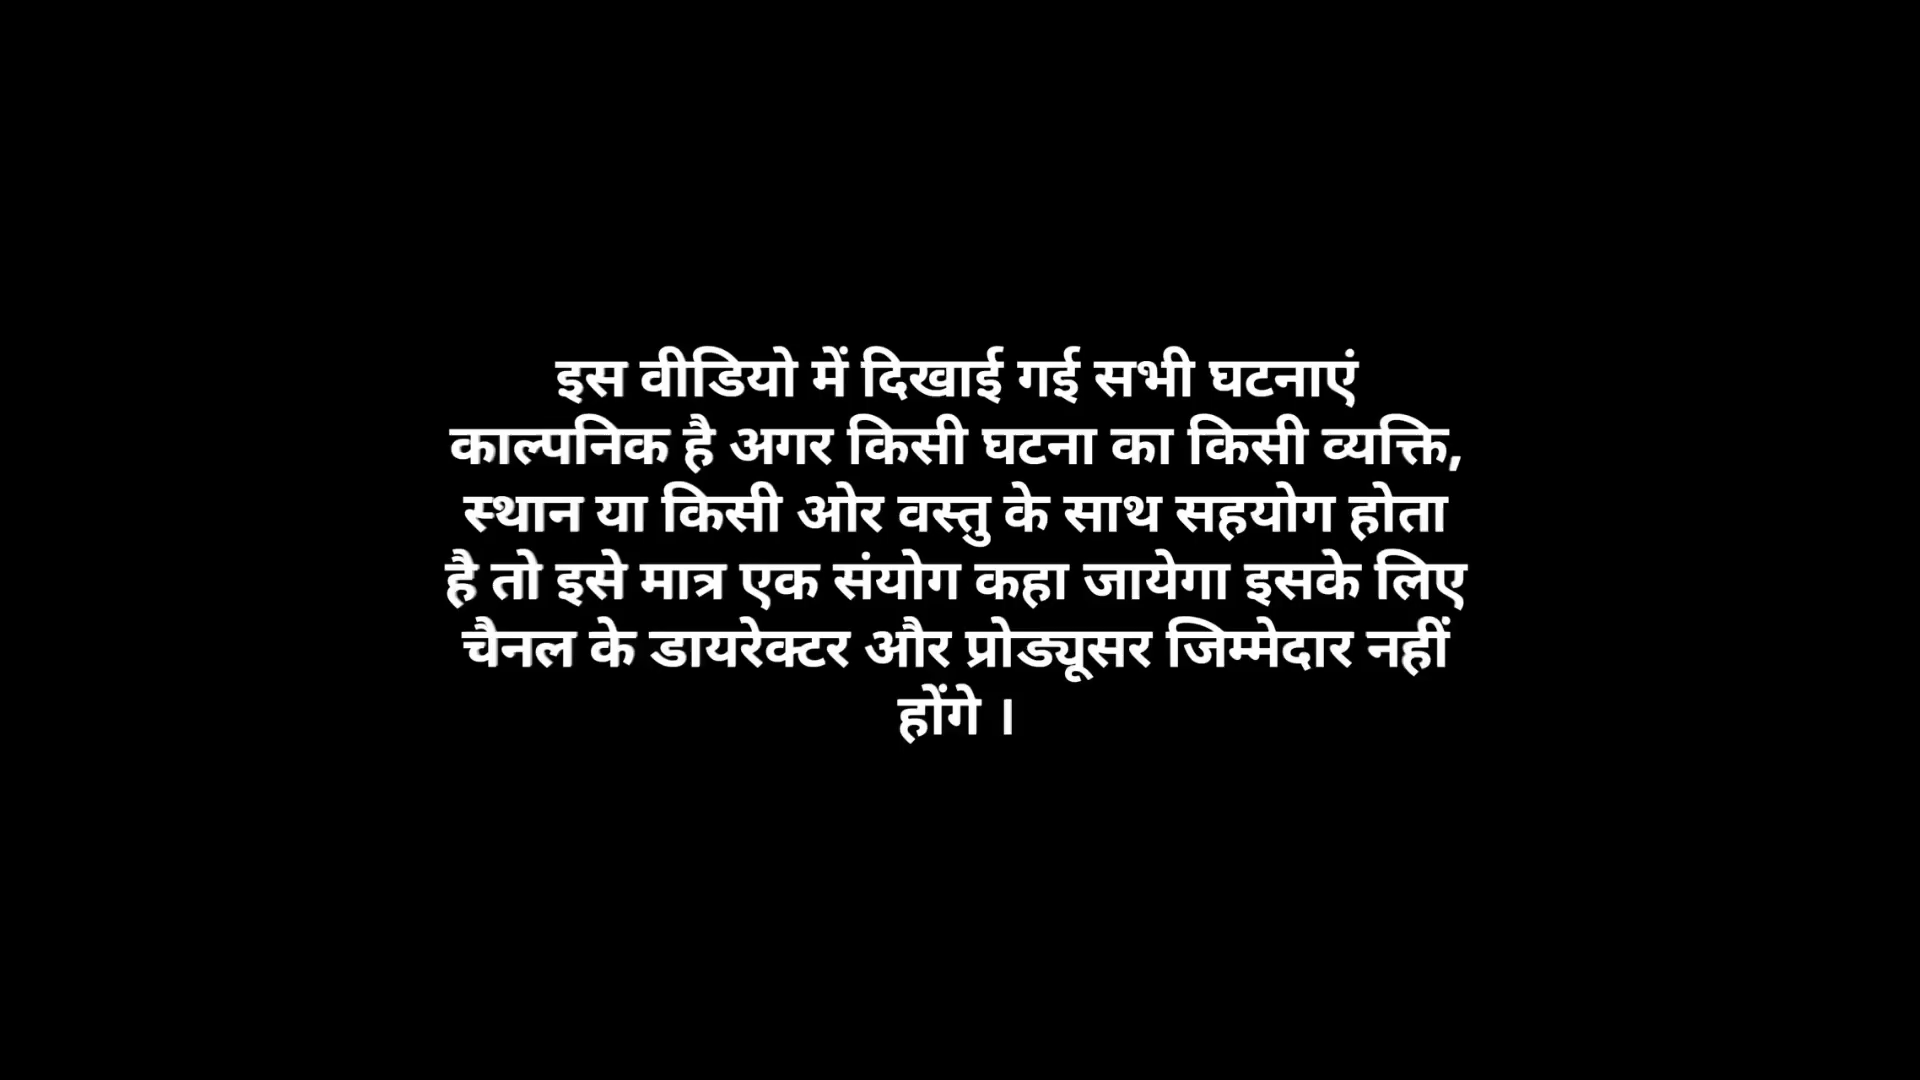 इस वीडियो में दिखाई गई सभी घटनाएं
काल्पनिक है अगर किसी घटना का किसी व्यक्ति,
स्थान या किसी ओर वस्तु के साथ सहयोग होता
है तो इसे मात्र एक संयोग कहा जायेगा इसके लिए
चैनल के डायरेक्टर और प्रोड्यूसर जिम्मेदार नहीं
होंगे ।